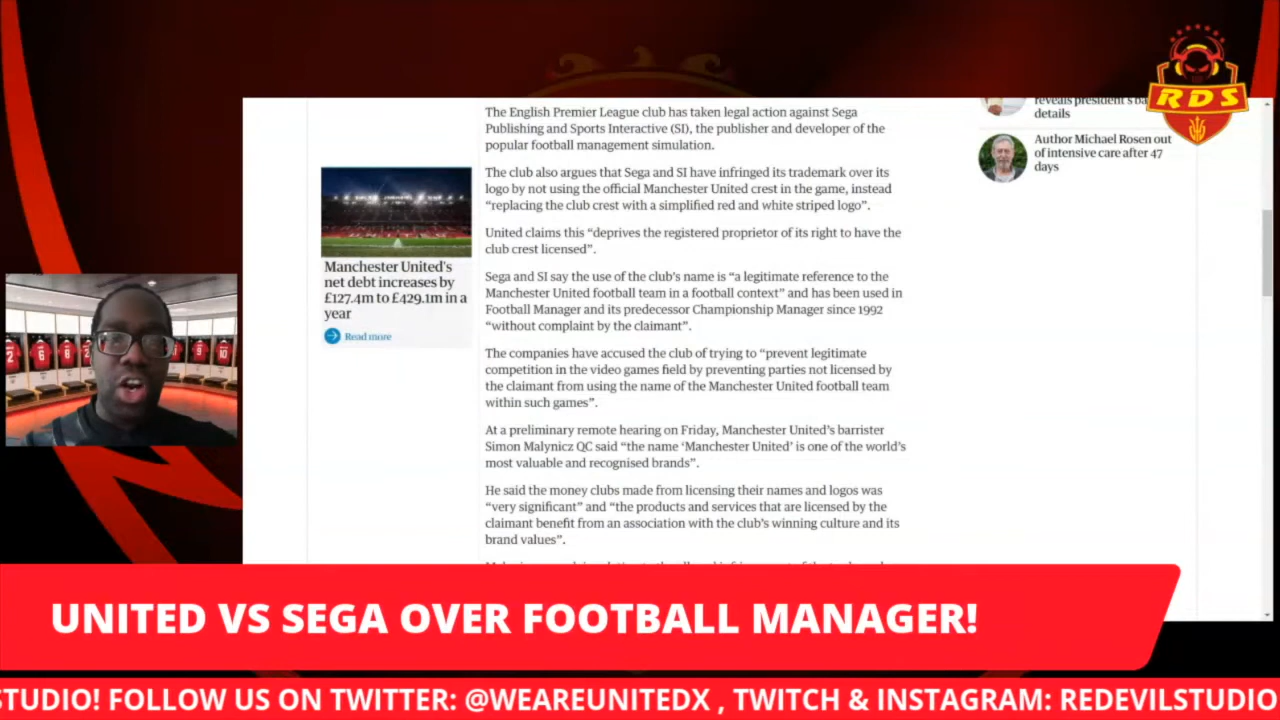 The English Premier League club has taken legal action against Sega
Publishing and Sports Interactive (SI), the publisher and developer of the
popular football management simulation.
The club also argues that Sega and SI have infringed its trademark over its
logo by not using the official Manchester United crest in the game, instead
“replacing the club crest with a simplified red and white striped logo”.
United claims this “deprives the registered proprietor of its right to have the
club crest licensed”.
Sega and SI say the use of the club’s name is “a legitimate reference to the
Manchester United football team in a football context” and has been used in
Football Manager and its predecessor Championship Manager since 1992
“without complaint by the claimant”.
The companies have accused the club of trying to “prevent legitimate
competition in the video games field by preventing parties not licensed by
the claimant from using the name of the Manchester United football team
within such games”.
At a preliminary remote hearing on Friday, Manchester United’s barrister
Simon Malynicz QC said “the name ‘Manchester United’ is one of the world’s
most valuable and recognised brands”.
He said the money clubs made from licensing their names and logos was
“very significant” and “the products and services that are licensed by the
claimant benefit from an association with the club’s winning culture and its
brand values”.
Manchester United's
net debt increases by
£127.4m to £429.1m in a
year
Read more
reveals president's
details
Author Michael Rosen out
of intensive care after 47
days
RDS
2
6
8
9
10
UNITED VS SEGA OVER FOOTBALL MANAGER!
STUDIO! FOLLOW US ON TWITTER: @WEAREUNITEDX , TWITCH & INSTAGRAM: REDEVILSTUDIO